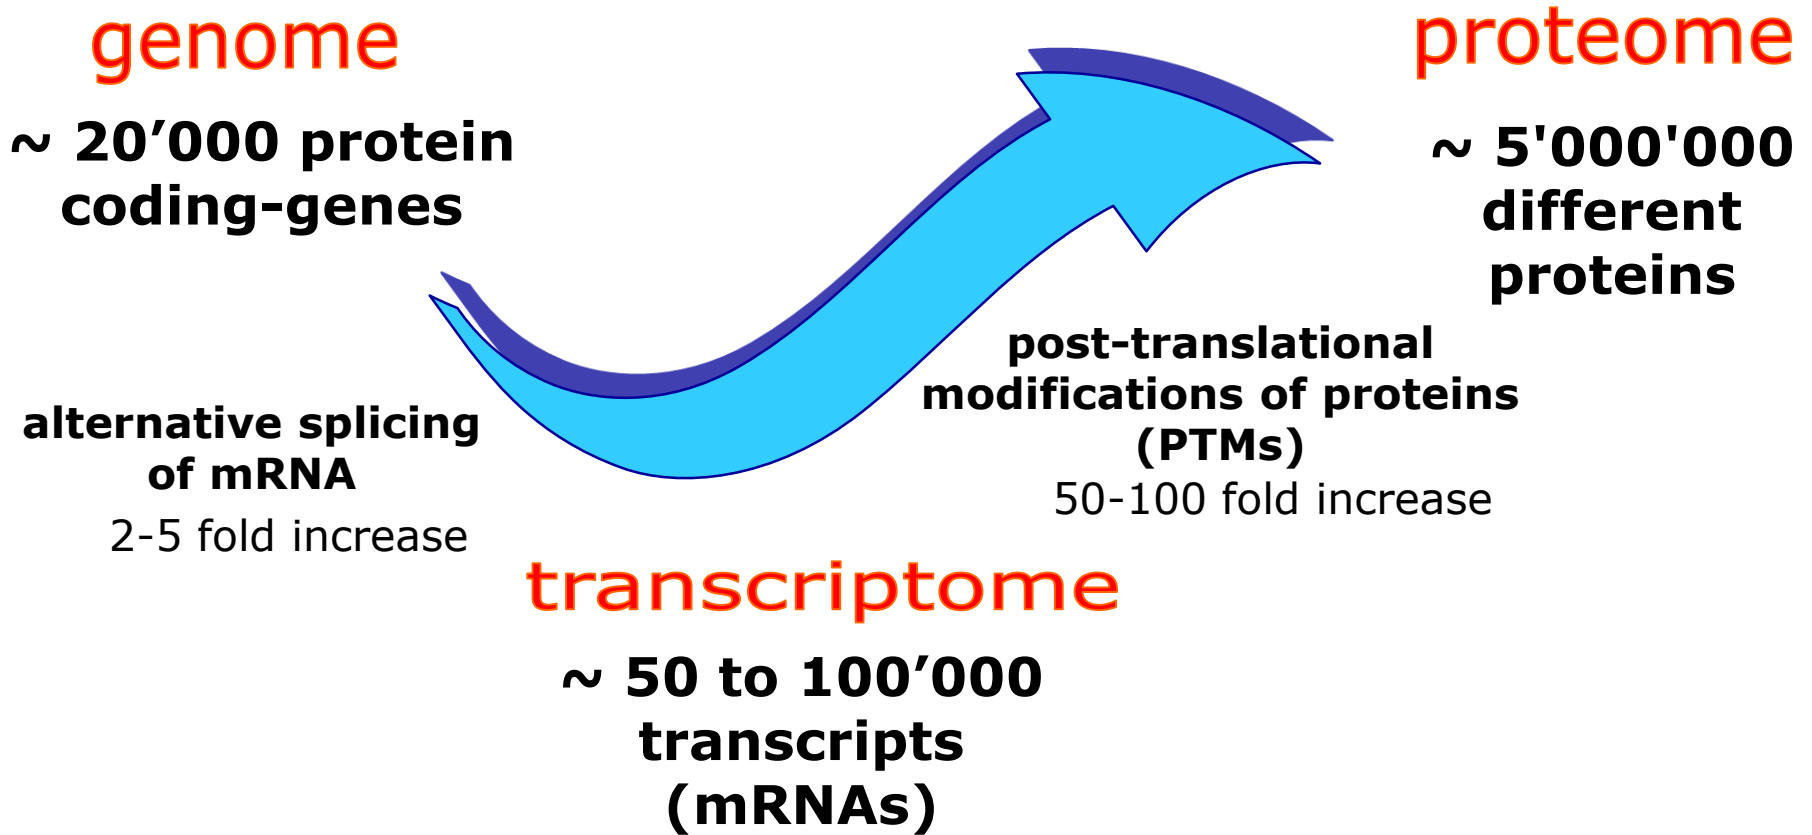 genome
~ 20’000 protein
coding-genes
alternative splicing
of mRNA
2-5 fold increase
transcriptome
~ 50 to 100’000
transcripts
(mRNAs)
post-translational
modifications of proteins
(PTMs)
50-100 fold increase
proteome
~ 5'000'000
different
proteins